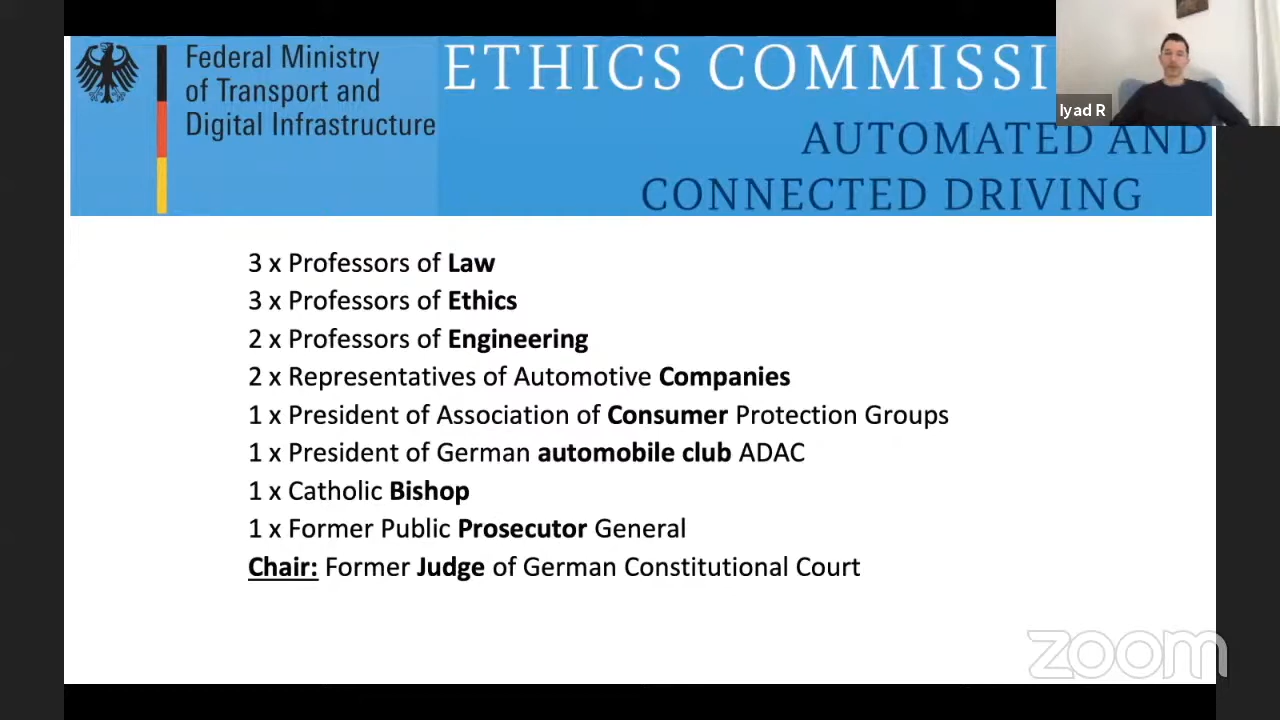 Federal Ministry
of Transport and
Digital Infrastructure
ETHICS COMMISSI
AUTOMATED AND
CONNECTED DRIVING
Iyad R
3 x Professors of Law
3 x Professors of Ethics
2 x Professors of Engineering
2 x Representatives of Automotive Companies
1 x President of Association of Consumer Protection Groups
1 x President of German automobile club ADAC
1 x Catholic Bishop
1 x Former Public Prosecutor General
Chair: Former Judge of German Constitutional Court
zoom